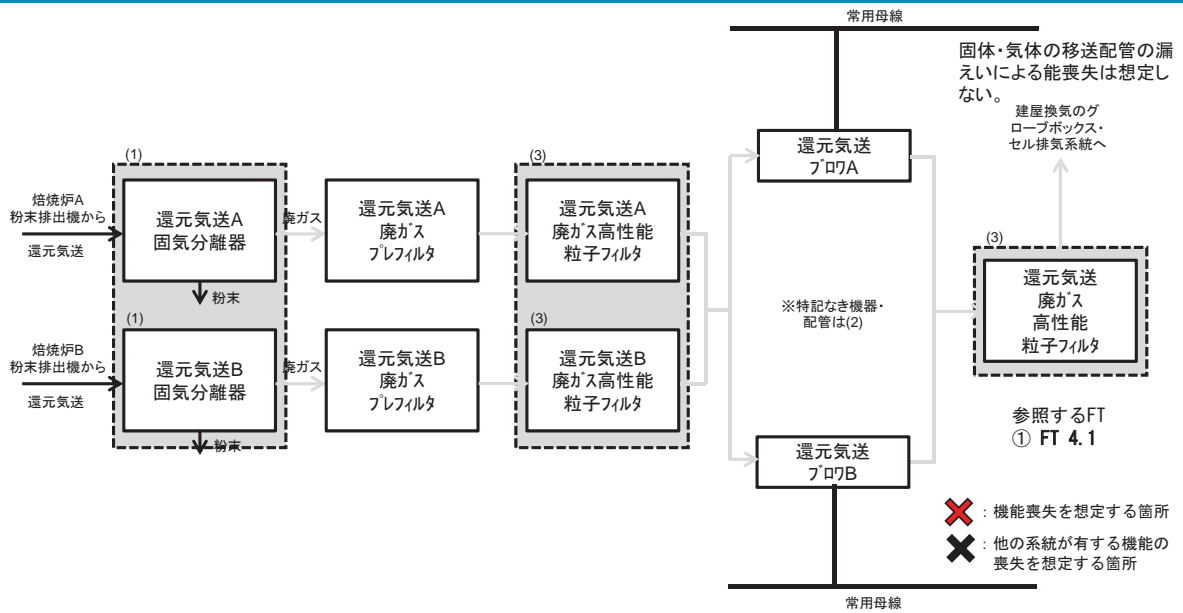 常用母線
固体・気体の移送配管の漏
えいによる能喪失は想定し
ない。
建屋換気のグ
ローブボックス・
セル排気系統へ
(1)
焙焼炉A
粉末排出機から
還元気送
還元気送A
固気分離器
粉末
廃ガス
還元気送A
廃ガス
プレフィルタ
(3)
還元気送A
廃ガス高性能
粒子フィルタ
還元気送
ブロワA
(1)
焙焼炉B
粉末排出機から
還元気送
還元気送B
固気分離器
粉末
廃ガス
還元気送B
廃ガス
プレフィルタ
(3)
還元気送B
廃ガス高性能
粒子フィルタ
※特記なき機器・
配管は(2)
還元気送
ブロワB
(3)
還元気送
廃ガス
高性能
粒子フィルタ
参照するFT
① FT 4.1
：機能喪失を想定する箇所
：他の系統が有する機能の
喪失を想定する箇所
常用母線